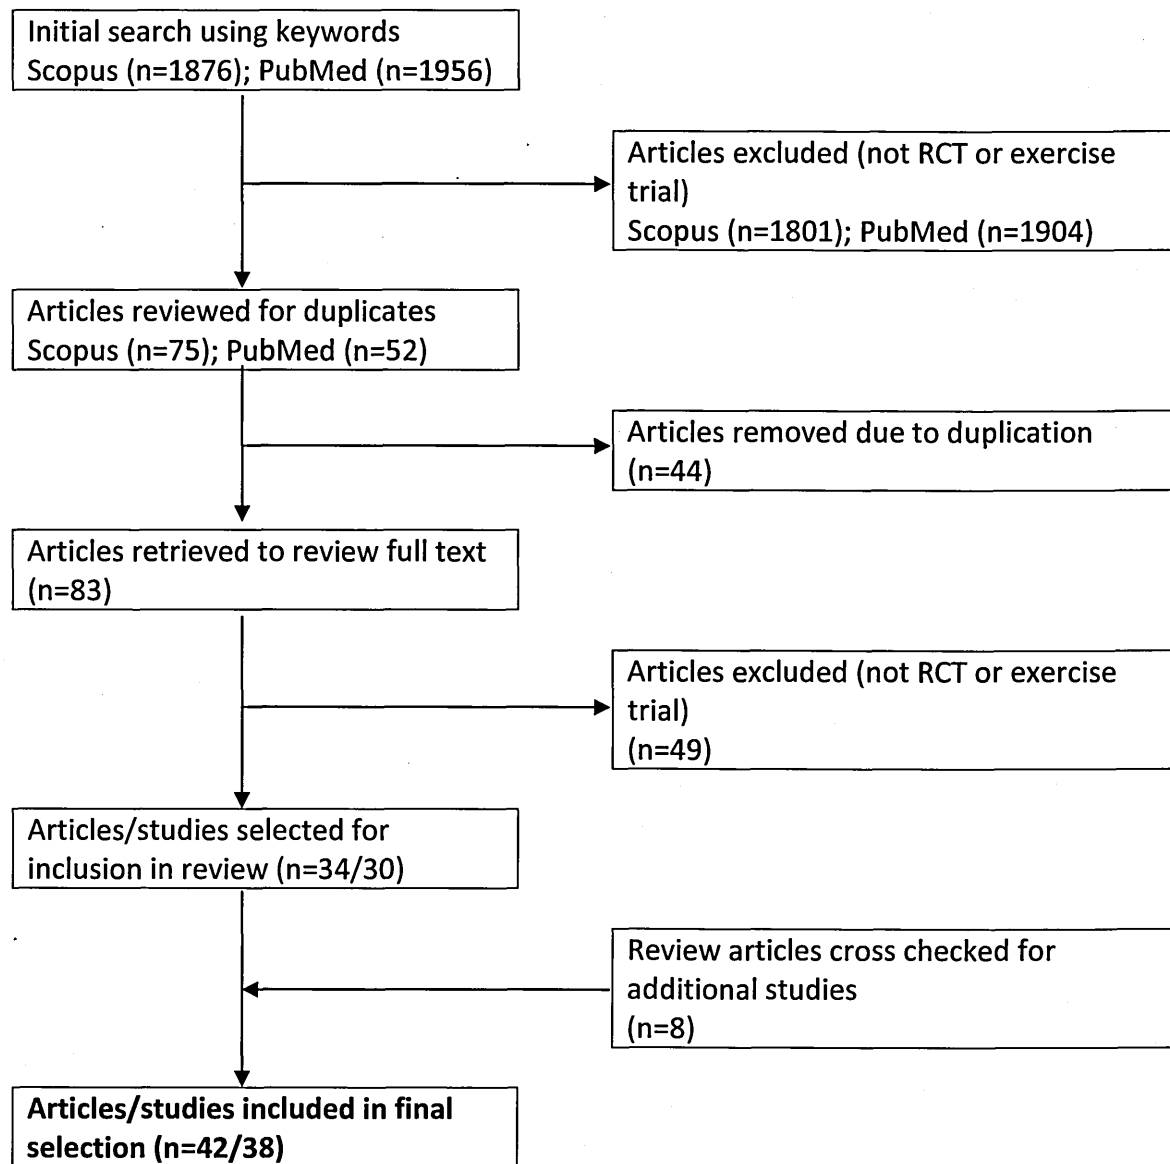 Initial search using keywords
Scopus (n=1876); PubMed (n=1956)
Articles excluded (not RCT or exercise
trial)
Scopus (n=1801); PubMed (n=1904)
Articles reviewed for duplicates
Scopus (n=75); PubMed (n=52)
Articles removed due to duplication
(n=44)
Articles retrieved to review full text
(n=83)
Articles excluded (not RCT or exercise
trial)
(n=49)
Articles/studies selected for
inclusion in review (n=34/30)
Review articles cross checked for
additional studies
(n=8)
Articles/studies included in final
selection (n=42/38)